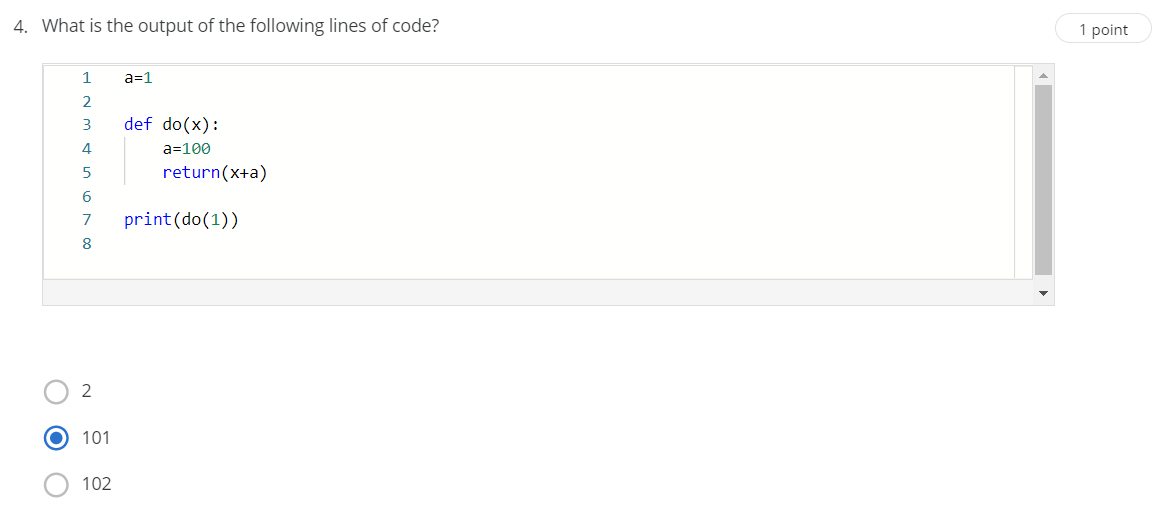 4. What is the output of the following lines of code?
1 point
1 a=1
2
3 def do(x):
4     a=100
5     return(x+a)
6
7 print(do(1))
8
2
101
102